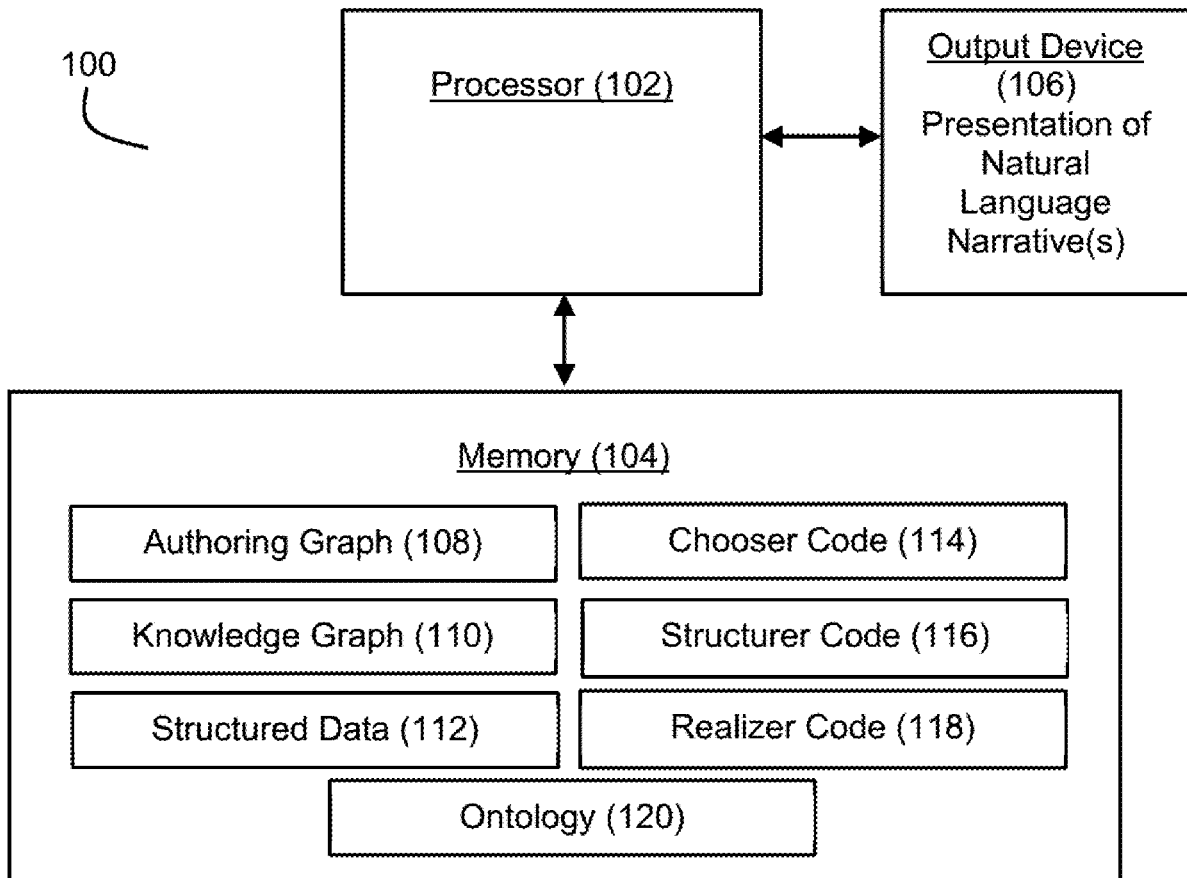 100
Processor (102)
Output Device
(106)
Presentation of
Natural
Language
Narrative(s)
Memory (104)
Authoring Graph (108)
Chooser Code (114)
Knowledge Graph (110)
Structurer Code (116)
Structured Data (112)
Realizer Code (118)
Ontology (120)